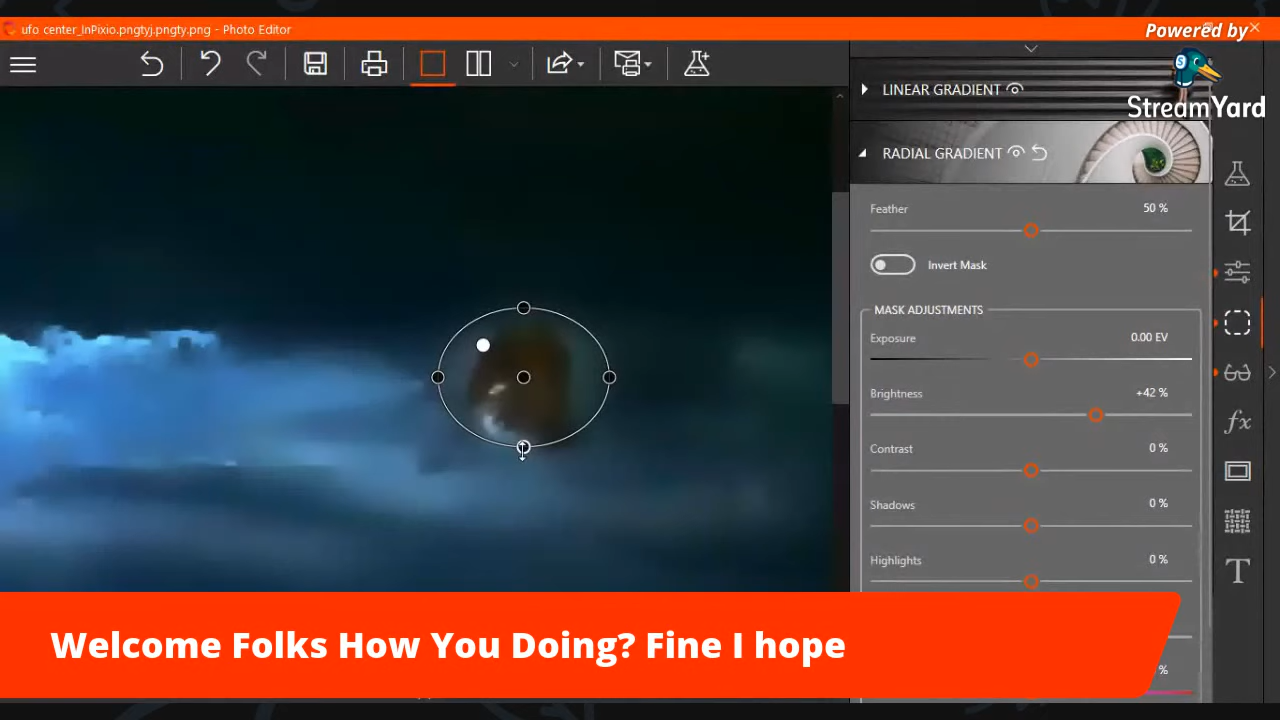 ufo center_InPixio.pngtyj.pngty.png - Photo Editor
Powered by
StreamYard
LINEAR GRADIENT
RADIAL GRADIENT
Feather 50 %
Invert Mask
MASK ADJUSTMENTS
Exposure 0.00 EV
Brightness +42 %
Contrast 0 %
Shadows 0 %
Highlights 0 %
%
fx
T
Welcome Folks How You Doing? Fine I hope